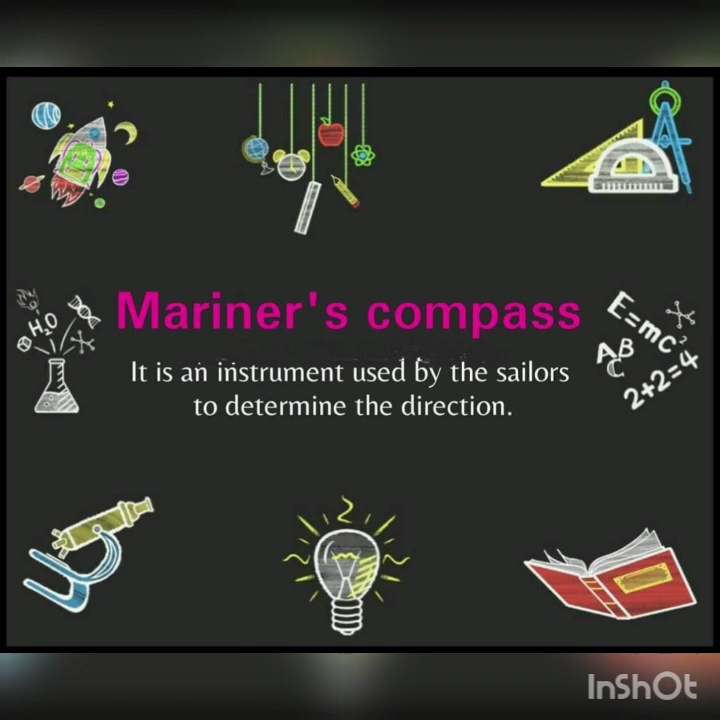 H₂O
Mariner's compass
It is an instrument used by the sailors
to determine the direction.
E=mc²
AB
C
2+2=4
InShOt